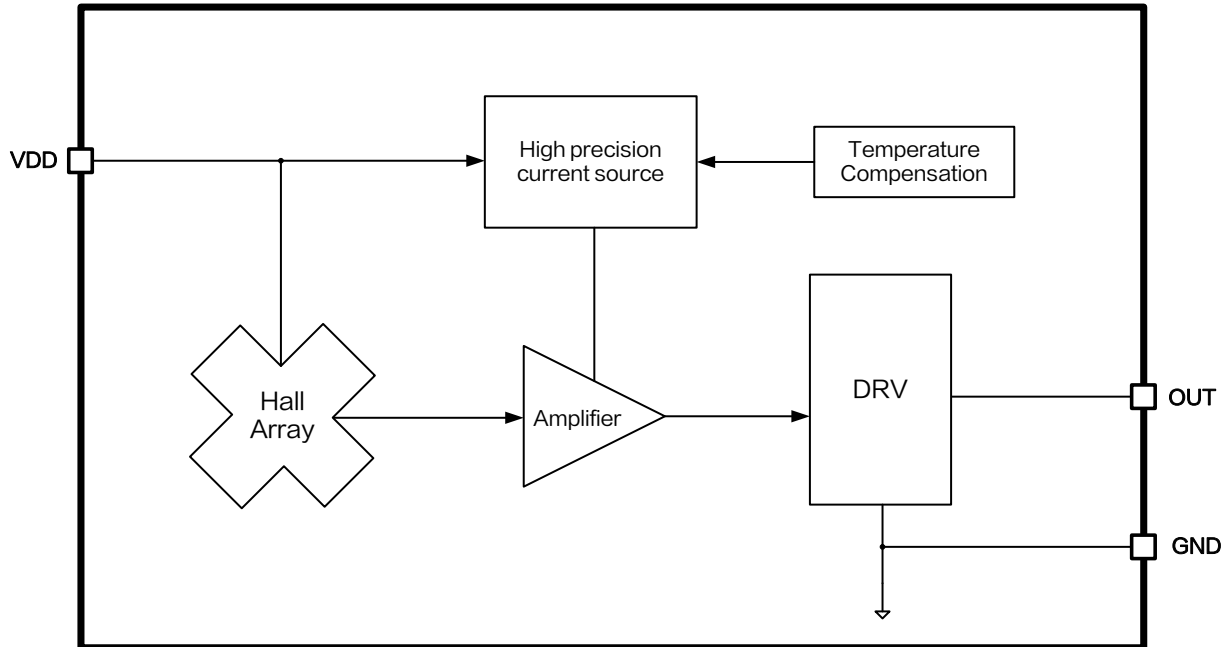 High precision
current source
Temperature
Compensation
VDD
Hall
Array
Amplifier
DRV
OUT
GND